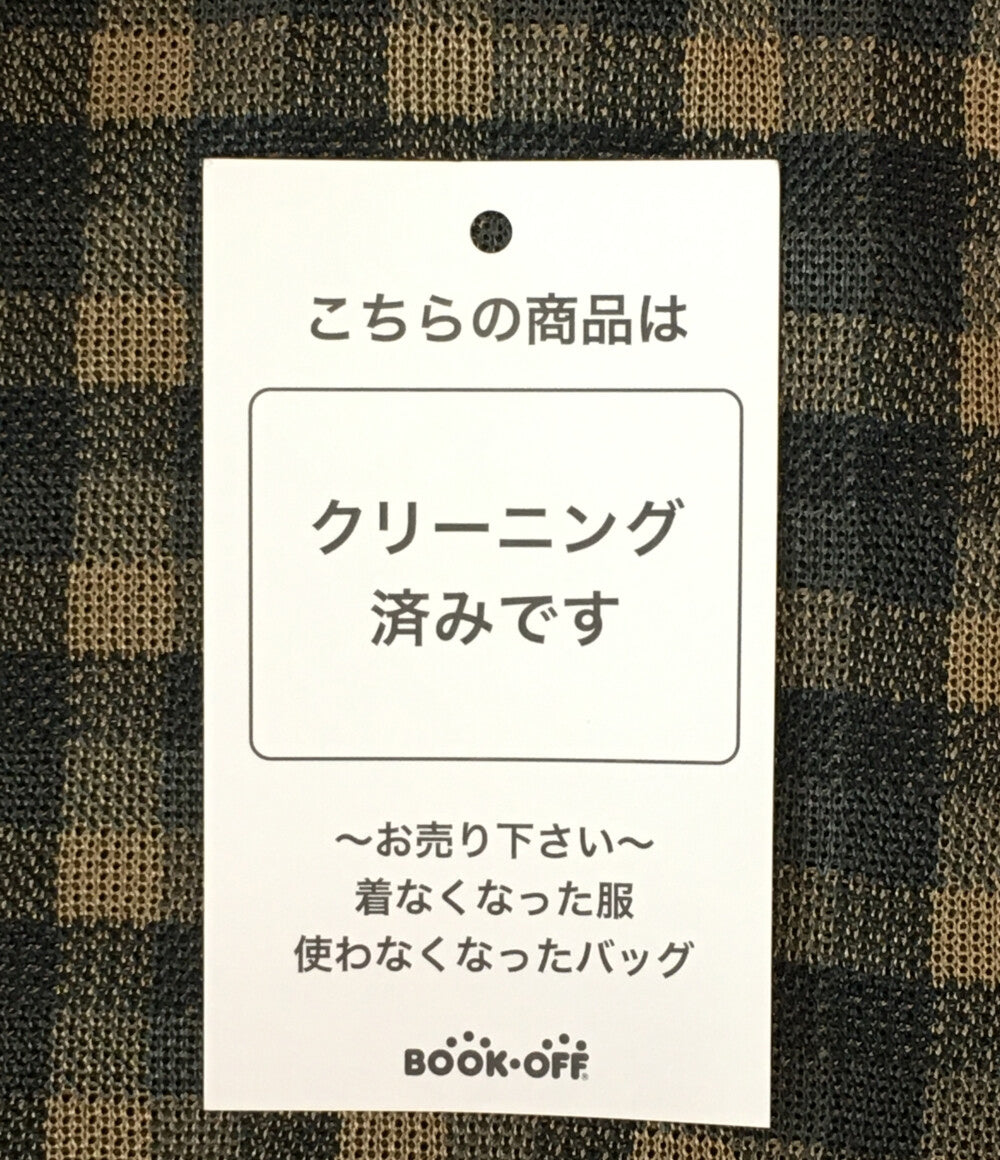 こちらの商品は
クリーニング
済みです
〜お売り下さい〜
着なくなった服
使わなくなったバッグ
BOOK・OFF®